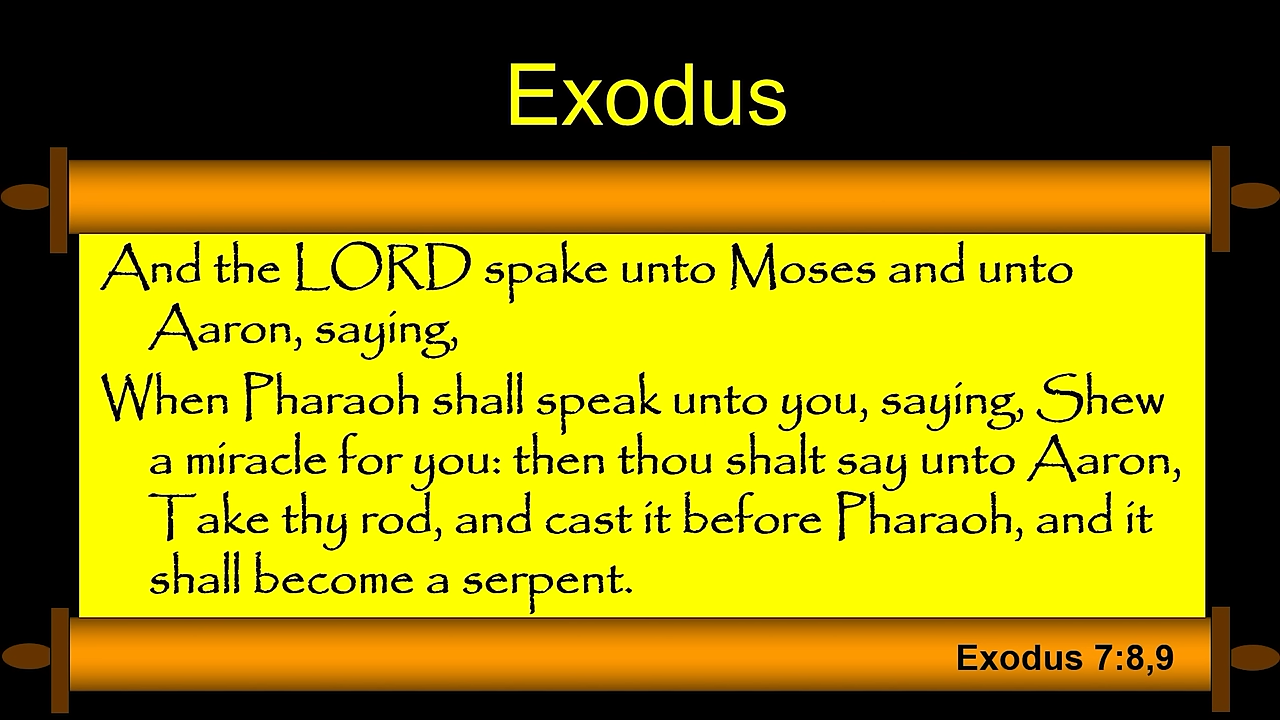 Exodus
And the LORD spake unto Moses and unto
Aaron, saying,
When Pharaoh shall speak unto you, saying, Shew
a miracle for you: then thou shalt say unto Aaron,
Take thy rod, and cast it before Pharaoh, and it
shall become a serpent.
Exodus 7:8,9